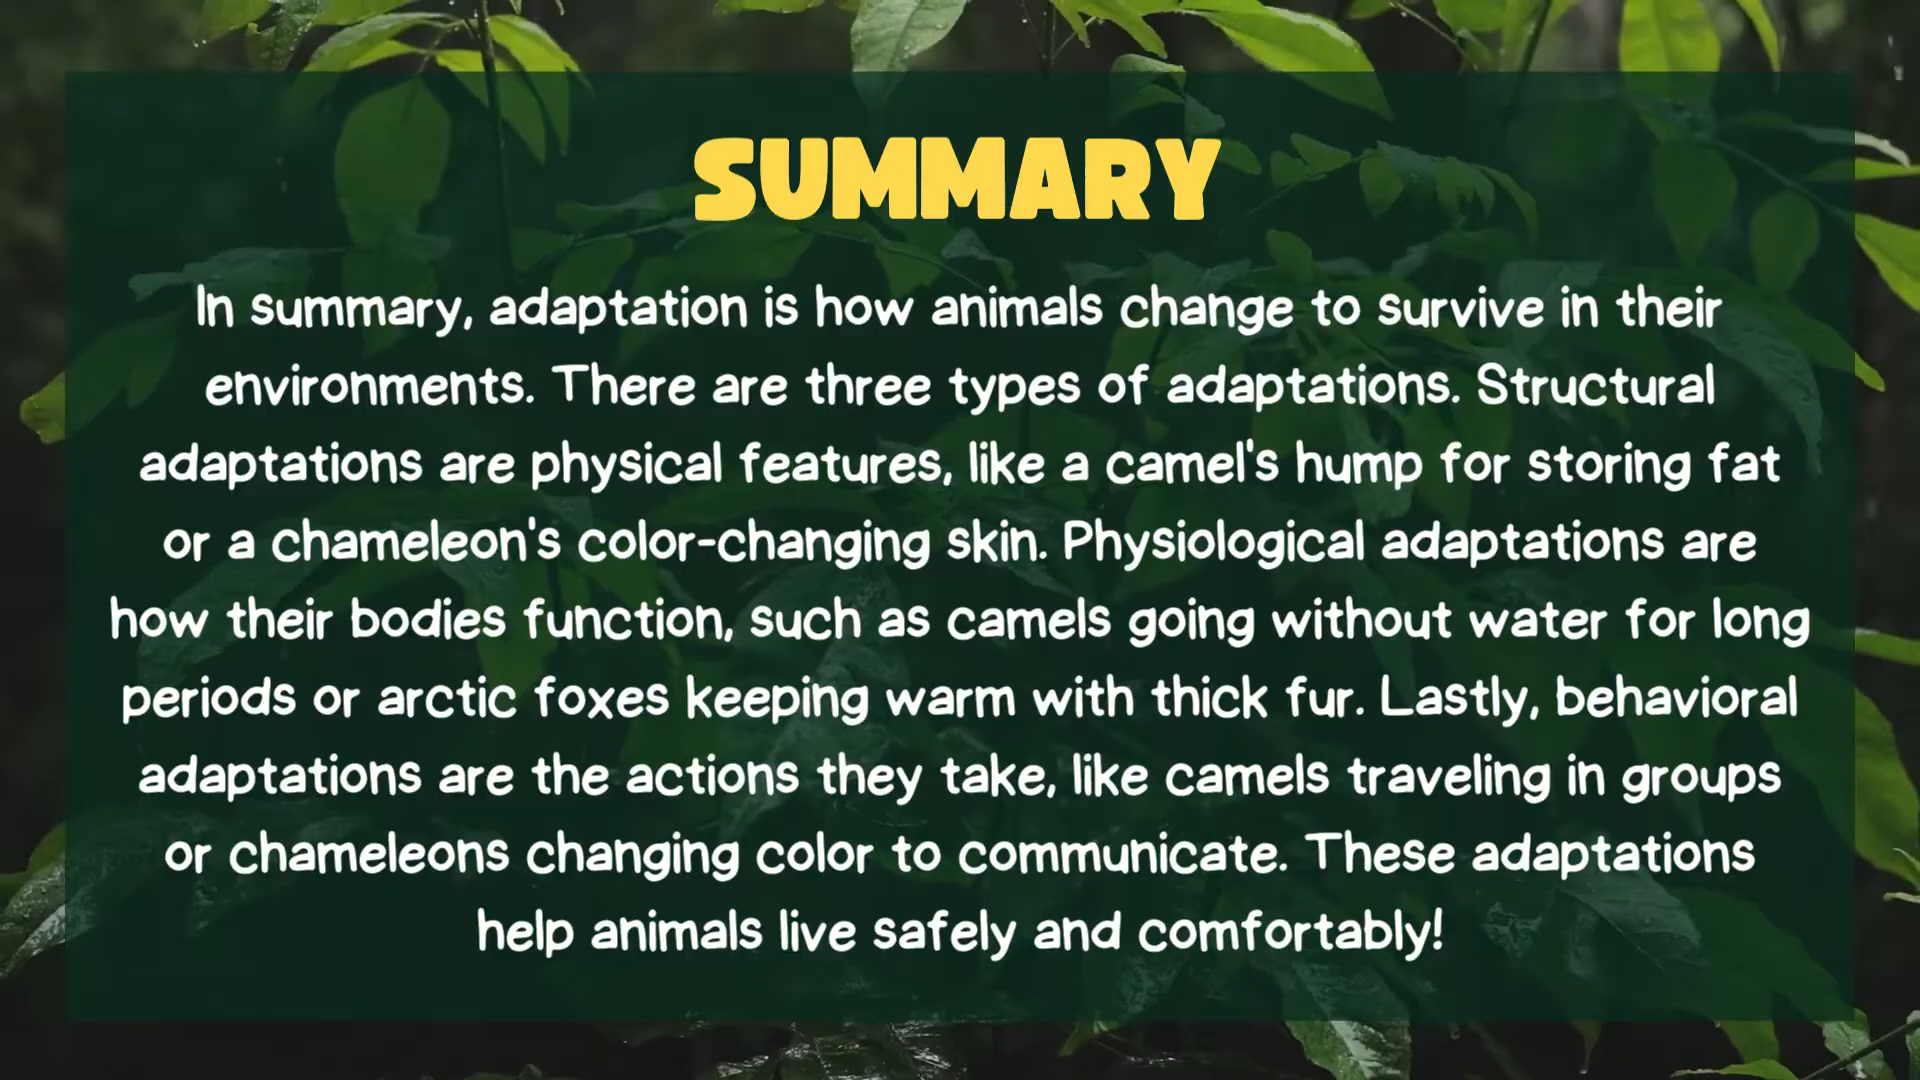 SUMMARY
In summary, adaptation is how animals change to survive in their
environments. There are three types of adaptations. Structural
adaptations are physical features, like a camel's hump for storing fat
or a chameleon's color-changing skin. Physiological adaptations are
how their bodies function, such as camels going without water for long
periods or arctic foxes keeping warm with thick fur. Lastly, behavioral
adaptations are the actions they take, like camels traveling in groups
or chameleons changing color to communicate. These adaptations
help animals live safely and comfortably!